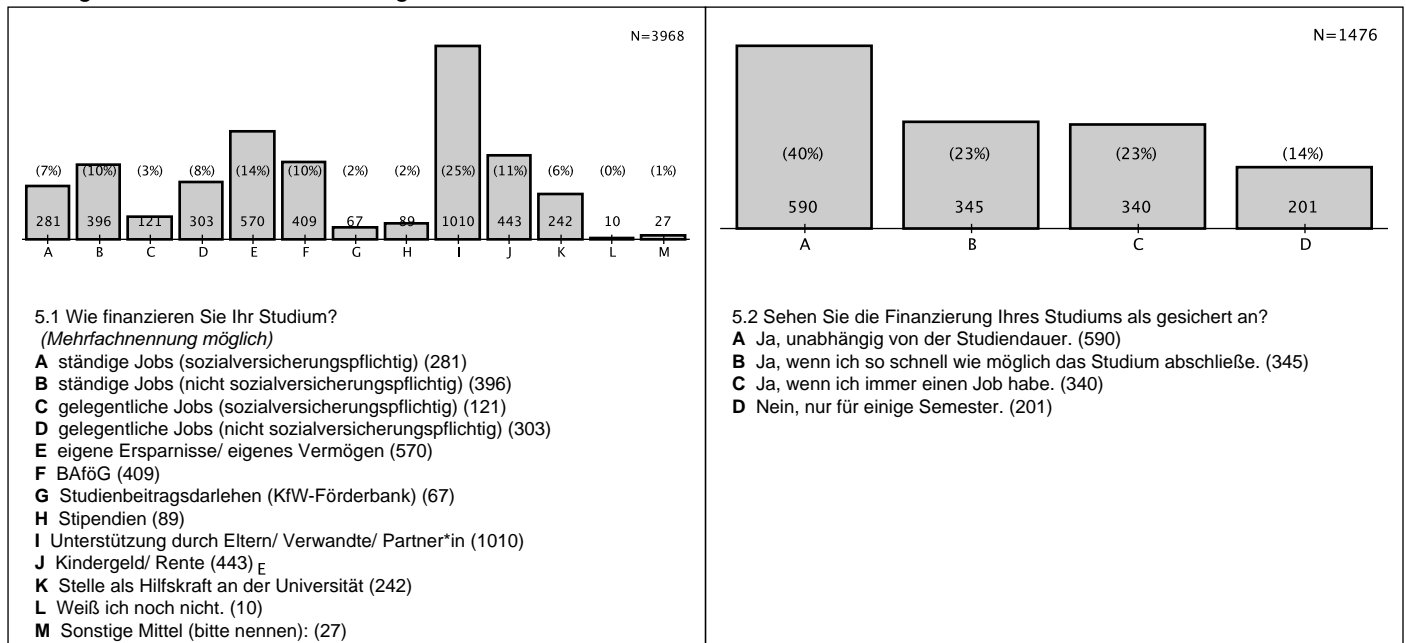 N=3968
(7%) (10%) (3%) (8%) (14%) (10%) (2%) (2%) (25%) (11%) (6%) (0%) (1%)
281 396 121 303 570 409 67 89 1010 443 242 10 27
A B C D E F G H I J K L M
5.1 Wie finanzieren Sie Ihr Studium?
(Mehrfachnennung möglich)
A ständige Jobs (sozialversicherungspflichtig) (281)
B ständige Jobs (nicht sozialversicherungspflichtig) (396)
C gelegentliche Jobs (sozialversicherungspflichtig) (121)
D gelegentliche Jobs (nicht sozialversicherungspflichtig) (303)
E eigene Ersparnisse/ eigenes Vermögen (570)
F BAföG (409)
G Studienbeitragsdarlehen (KfW-Förderbank) (67)
H Stipendien (89)
I Unterstützung durch Eltern/ Verwandte/ Partner*in (1010)
J Kindergeld/ Rente (443) E
K Stelle als Hilfskraft an der Universität (242)
L Weiß ich noch nicht. (10)
M Sonstige Mittel (bitte nennen): (27)
N=1476
(40%) (23%) (23%) (14%)
590 345 340 201
A B C D
5.2 Sehen Sie die Finanzierung Ihres Studiums als gesichert an?
A Ja, unabhängig von der Studiendauer. (590)
B Ja, wenn ich so schnell wie möglich das Studium abschließe. (345)
C Ja, wenn ich immer einen Job habe. (340)
D Nein, nur für einige Semester. (201)